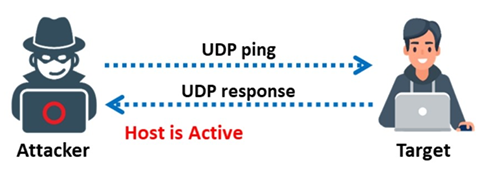 UDP ping
UDP response
Host is Active
Attacker
Target